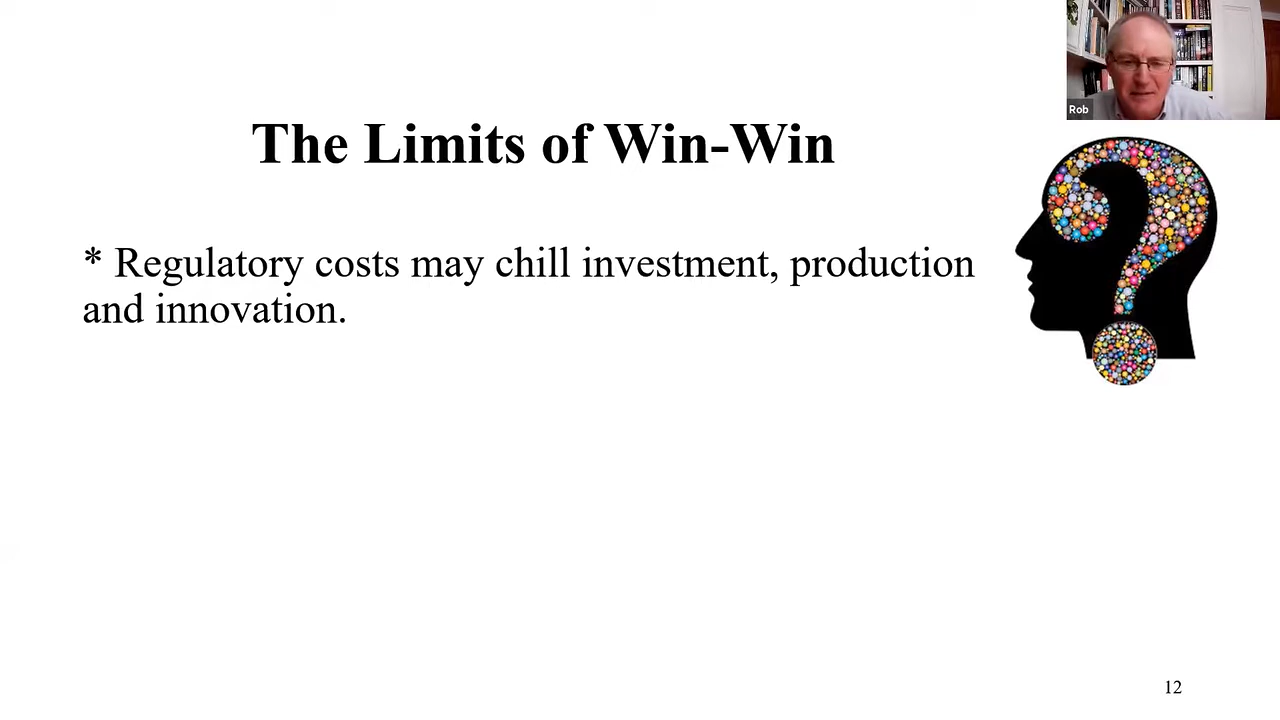 Rob
The Limits of Win-Win
* Regulatory costs may chill investment, production
and innovation.
12